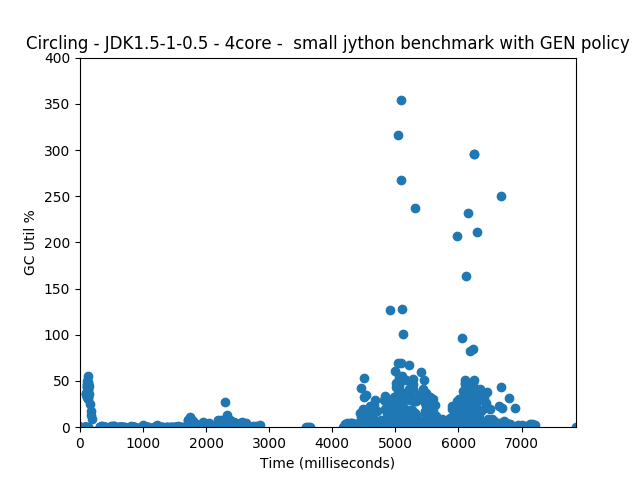 Circling - JDK1.5-1-0.5 - 4core -  small jython benchmark with GEN policy
400
350
300
250
200
150
100
50
0
GC Util %
0 1000 2000 3000 4000 5000 6000 7000
Time (milliseconds)